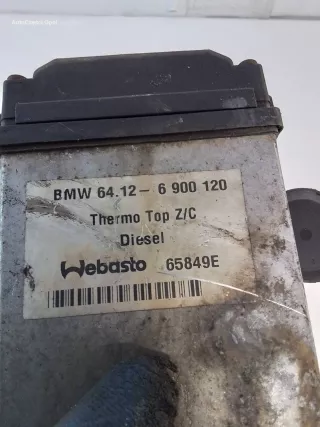 BMW 64.12- 6 900 120
Thermo Top Z/C
Diesel
Webasto 65849E